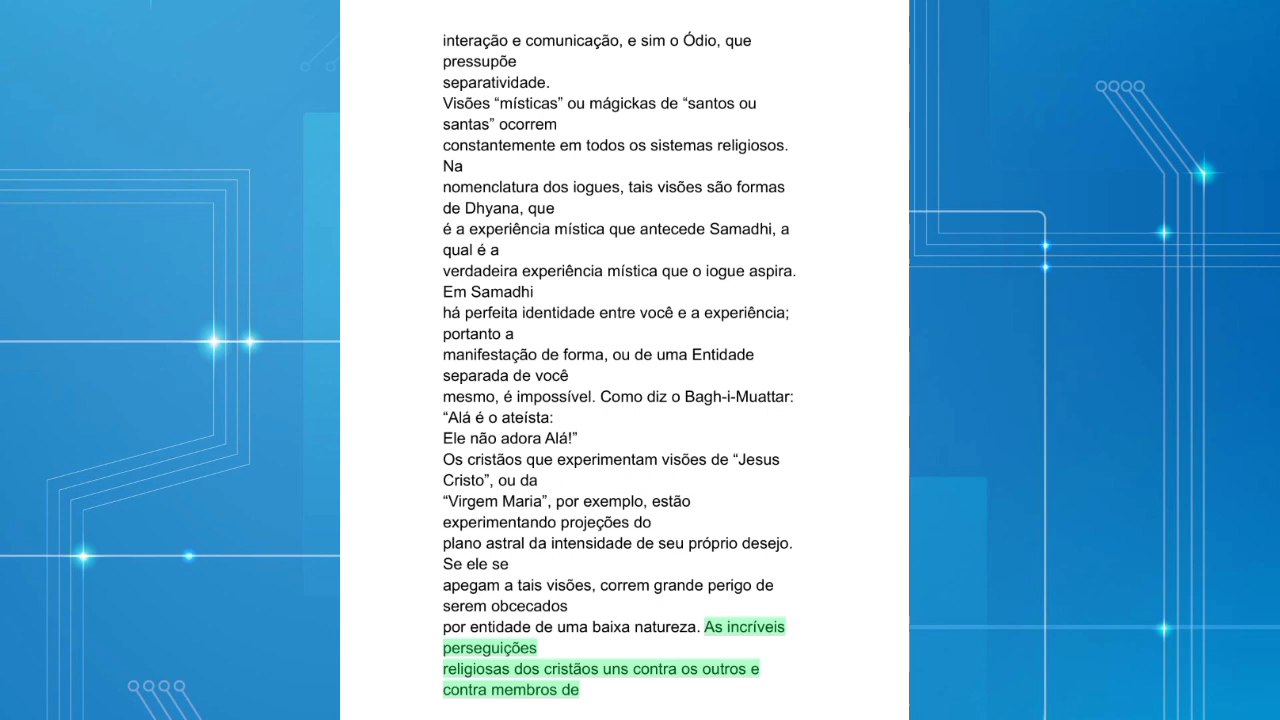 interação e comunicação, e sim o Ódio, que
pressupõe
separatividade.
Visões “místicas” ou mágickas de “santos ou
santas” ocorrem
constantemente em todos os sistemas religiosos.
Na
nomenclatura dos iogues, tais visões são formas
de Dhyana, que
é a experiência mística que antecede Samadhi, a
qual é a
verdadeira experiência mística que o iogue aspira.
Em Samadhi
há perfeita identidade entre você e a experiência;
portanto a
manifestação de forma, ou de uma Entidade
separada de você
mesmo, é impossível. Como diz o Bagh-i-Muattar:
“Alá é o ateísta:
Ele não adora Alá!”
Os cristãos que experimentam visões de “Jesus
Cristo”, ou da
“Virgem Maria”, por exemplo, estão
experimentando projeções do
plano astral da intensidade de seu próprio desejo.
Se ele se
apegam a tais visões, correm grande perigo de
serem obcecados
por entidade de uma baixa natureza. As incríveis
perseguições
religiosas dos cristão uns contra os outros e
contra membros de